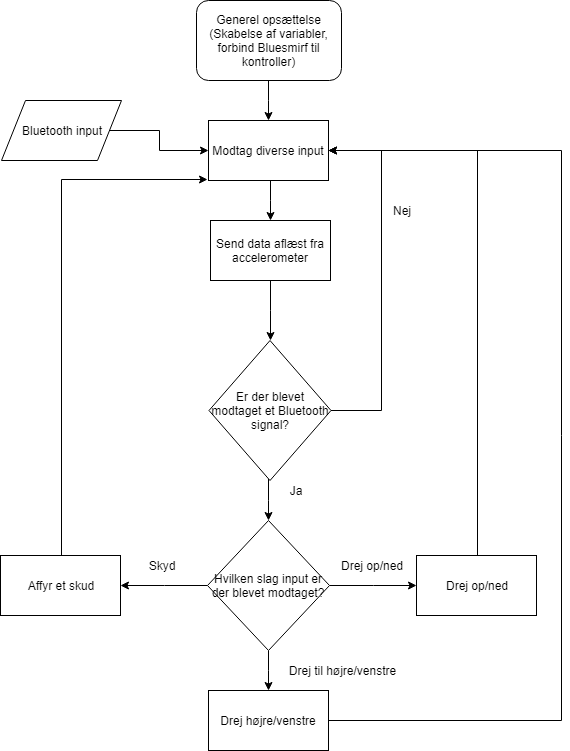 Generel opsættelse
(Skabelse af variabler,
forbind Bluesmirf til
kontroller)
Bluetooth input
Modtag diverse input
Nej
Send data aflæst fra
accelerometer
Er der blevet
modtaget et Bluetooth
signal?
Ja
Skyd
Drej op/ned
Affyr et skud
Hvilken slag input er
der blevet modtaget?
Drej op/ned
Drej til højre/venstre
Drej højre/venstre